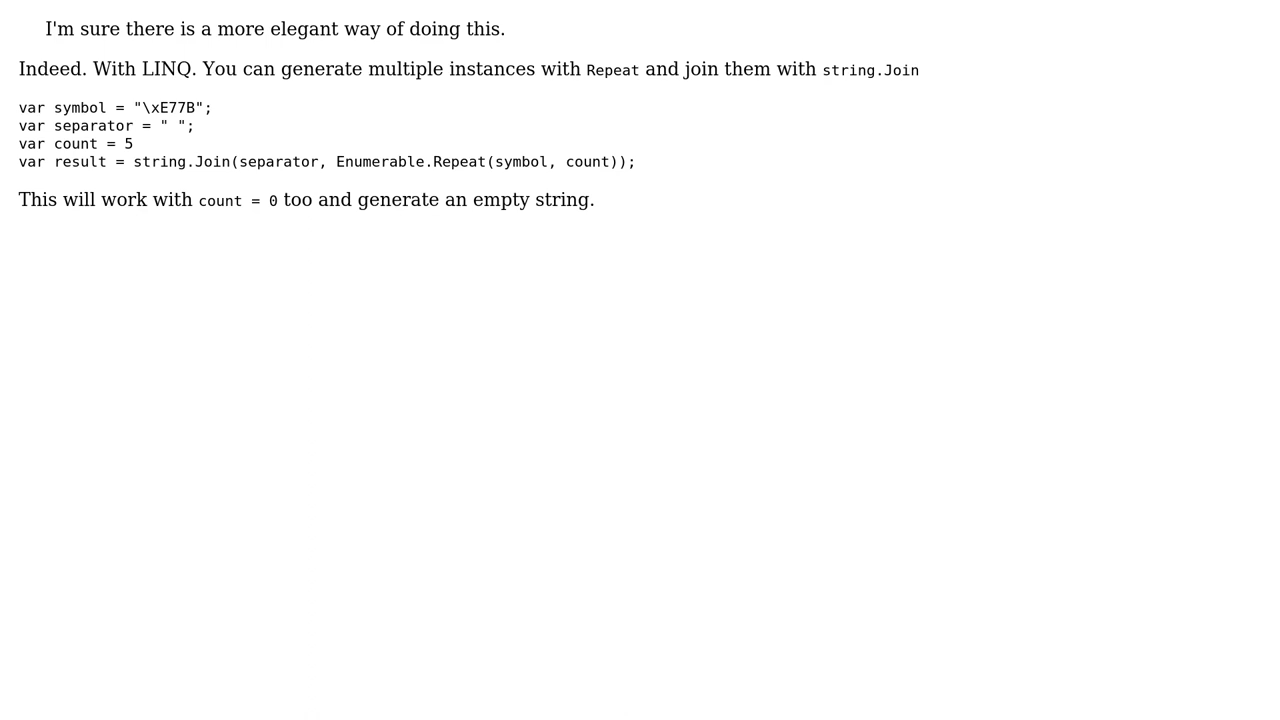 I'm sure there is a more elegant way of doing this.
Indeed. With LINQ. You can generate multiple instances with Repeat and join them with string.Join
var symbol = "\xE77B";
var separator = " ";
var count = 5
var result = string.Join(separator, Enumerable.Repeat(symbol, count));
This will work with count = 0 too and generate an empty string.